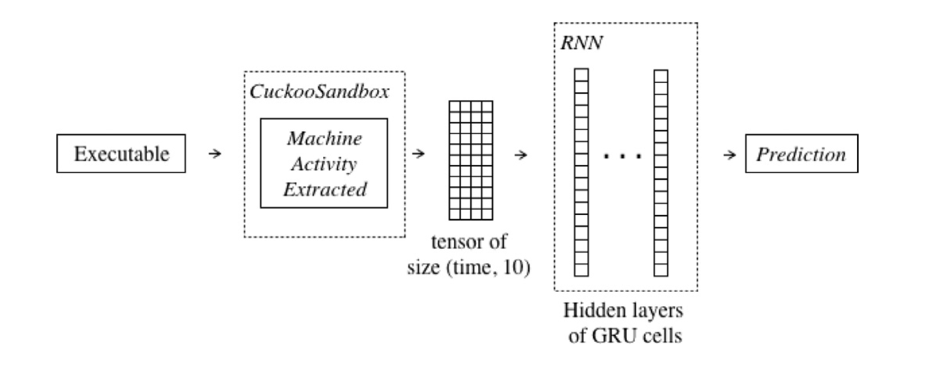 Executable
CuckooSandbox
Machine
Activity
Extracted
tensor of
size (time, 10)
RNN
. . .
Hidden layers
of GRU cells
Prediction